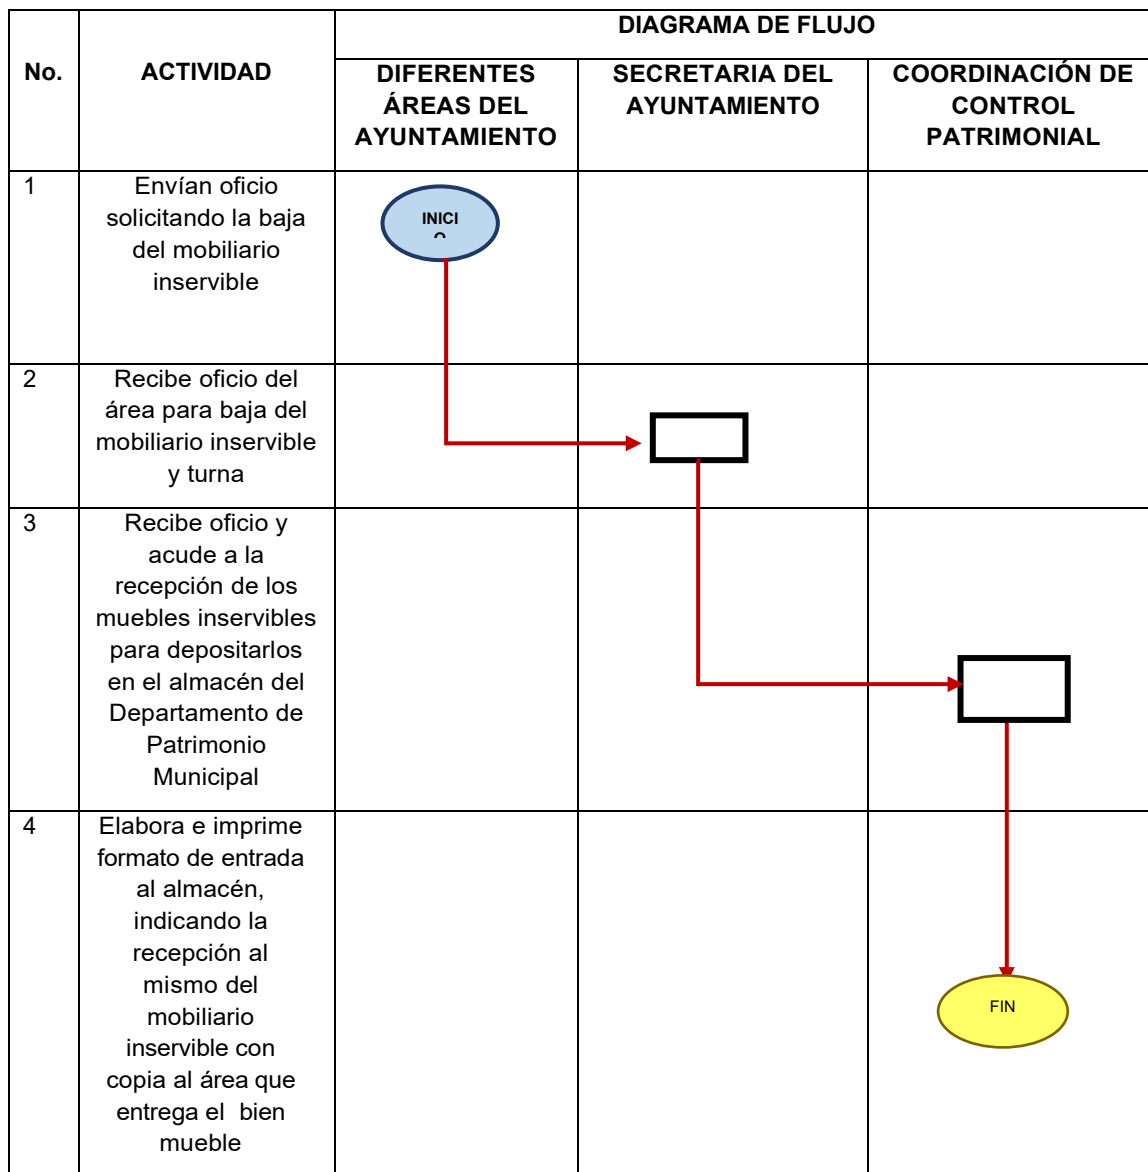 DIAGRAMA DE FLUJO
No.
ACTIVIDAD
DIFERENTES
ÁREAS DEL
AYUNTAMIENTO
SECRETARIA DEL
AYUNTAMIENTO
COORDINACIÓN DE
CONTROL
PATRIMONIAL
1
Envían oficio
solicitando la baja
del mobiliario
inservible
INICI
O
2
Recibe oficio del
área para baja del
mobiliario inservible
y turna
3
Recibe oficio y
acude a la
recepción de los
muebles inservibles
para depositarlos
en el almacén del
Departamento de
Patrimonio
Municipal
4
Elabora e imprime
formato de entrada
al almacén,
indicando la
recepción al
mismo del
mobiliario
inservible con
copia al área que
entrega el bien
mueble
FIN